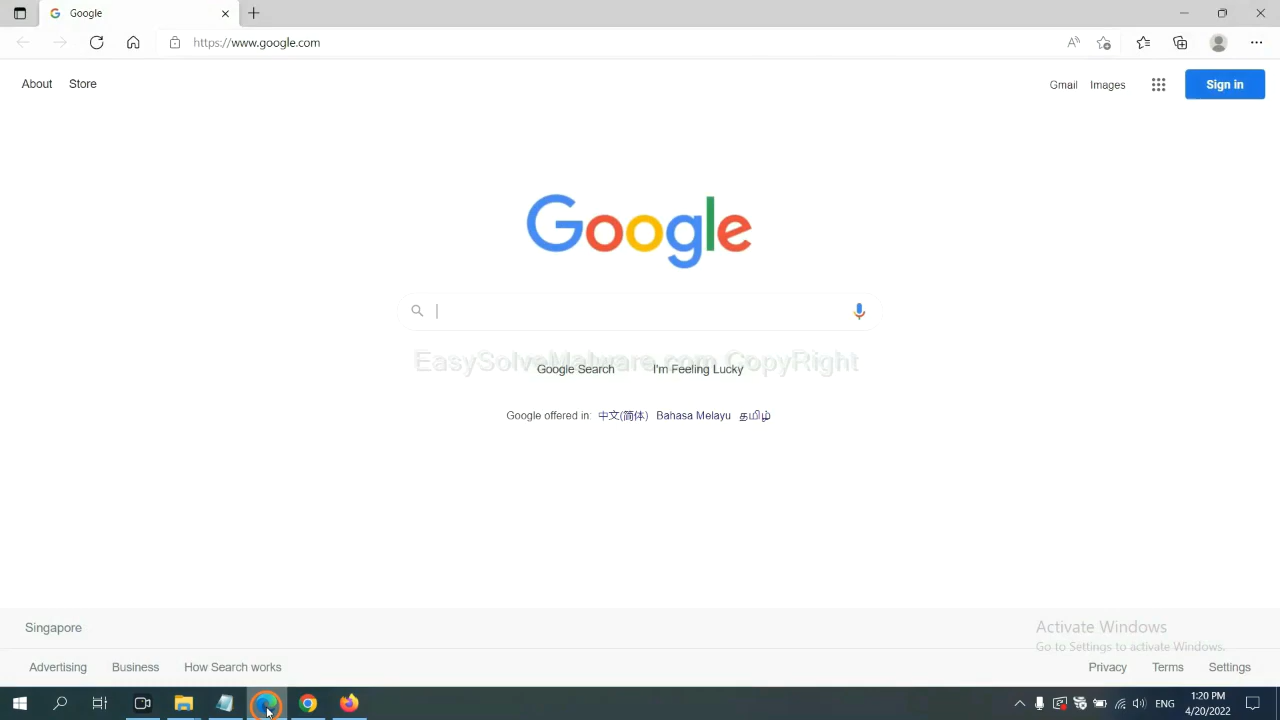 Google
https://www.google.com
About Store
Gmail Images Sign in
Google
EasySolveMalware.com CopyRight
Google Search I'm Feeling Lucky
Google offered in: 中文(简体) Bahasa Melayu தமிழ்
Singapore
Activate Windows
Go to Settings to activate Windows.
Advertising Business How Search works
Privacy Terms Settings
ENG
1:20 PM
4/20/2022